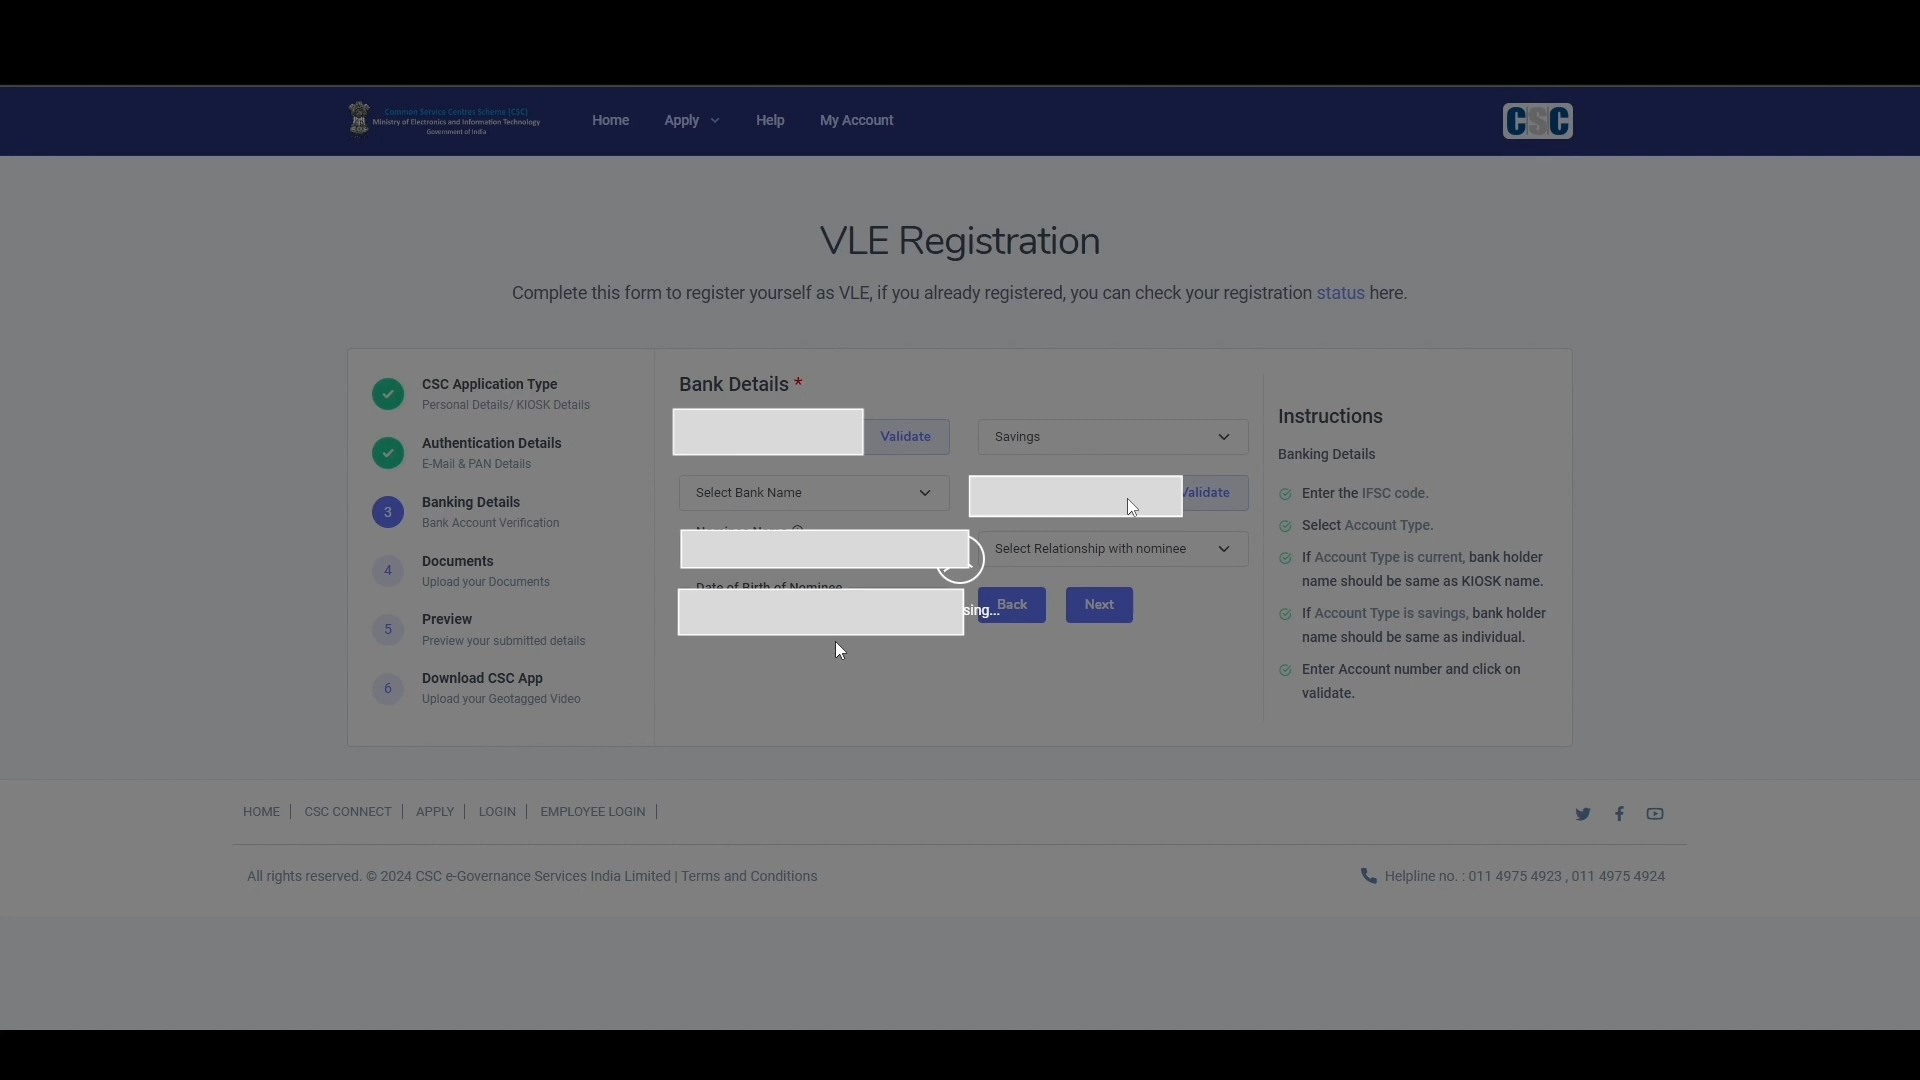 Common Service Centres Scheme (CSC)
Ministry of Electronics and Information Technology
Government of India
Home
Apply
Help
My Account
CSC
VLE Registration
Complete this form to register yourself as VLE, if you already registered, you can check your registration status here.
CSC Application Type
Personal Details/ KIOSK Details
Authentication Details
E-Mail & PAN Details
3
Banking Details
Bank Account Verification
4
Documents
Upload your Documents
5
Preview
Preview your submitted details
6
Download CSC App
Upload your Geotagged Video
Bank Details *
Validate
Savings
Select Bank Name
Validate
Nominee Name
Select Relationship with nominee
Date of Birth of Nominee
sing...
Back
Next
Instructions
Banking Details
Enter the IFSC code.
Select Account Type.
If Account Type is current, bank holder
name should be same as KIOSK name.
If Account Type is savings, bank holder
name should be same as individual.
Enter Account number and click on
validate.
HOME
CSC CONNECT
APPLY
LOGIN
EMPLOYEE LOGIN
All rights reserved. © 2024 CSC e-Governance Services India Limited | Terms and Conditions
Helpline no. : 011 4975 4923 , 011 4975 4924